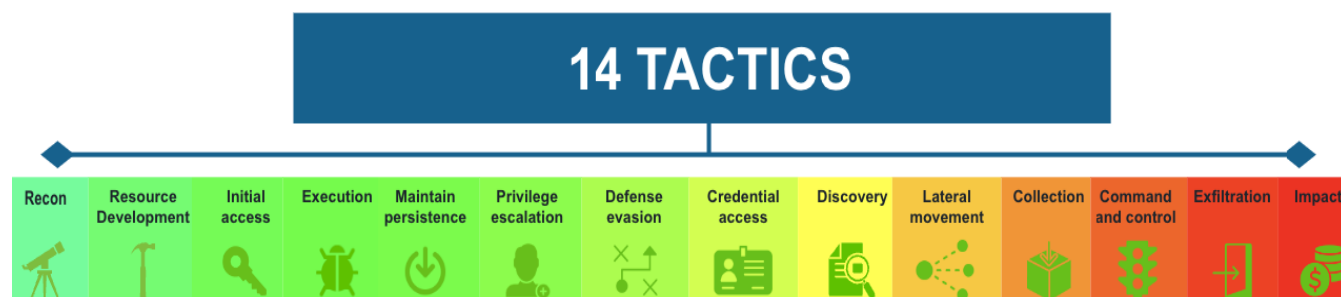 14 TACTICS
Recon
Resource
Development
Initial
access
Execution
Maintain
persistence
Privilege
escalation
Defense
evasion
Credential
access
Discovery
Lateral
movement
Collection
Command
and control
Exfiltration
Impact
$